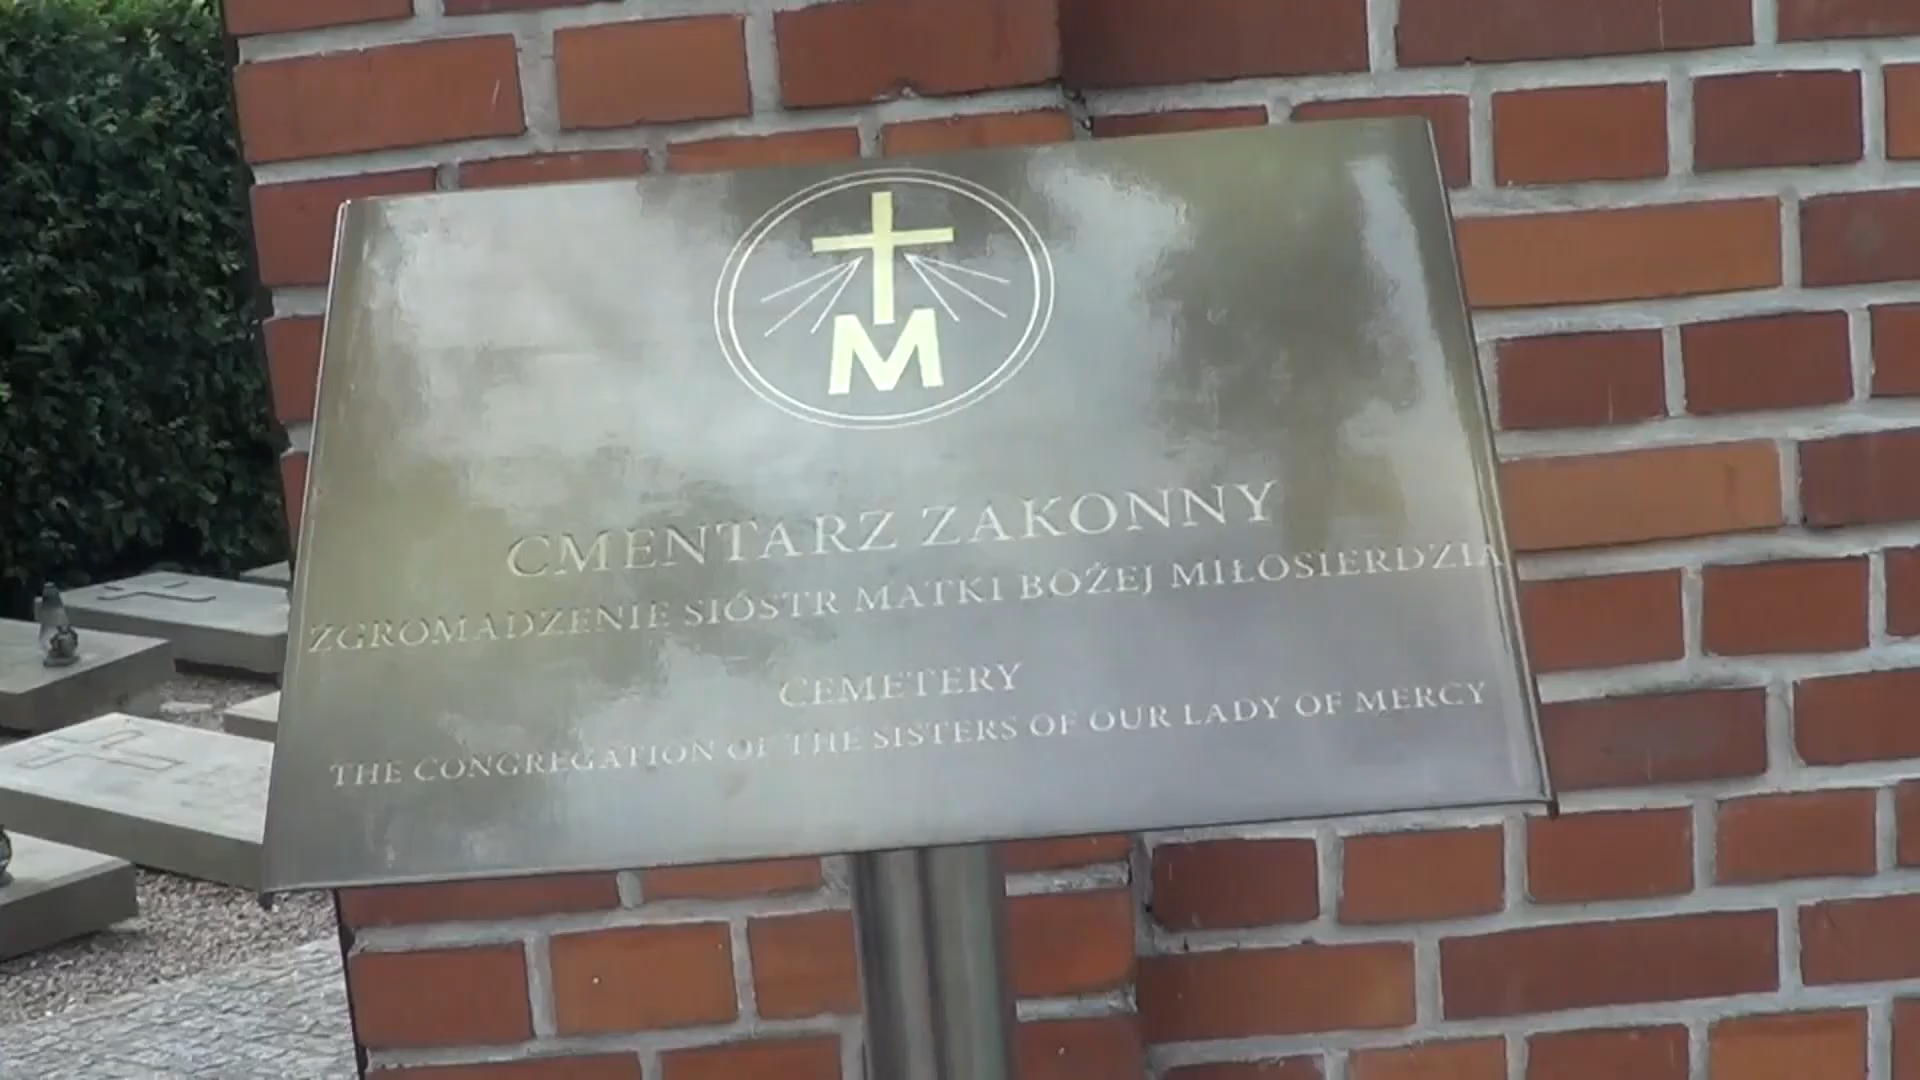 M
CMENTARZ ZAKONNY
ZGROMADZENIE SIÓSTR MATKI BOŻEJ MIŁOSIERDZIA
CEMETERY
THE CONGREGATION OF THE SISTERS OF OUR LADY OF MERCY